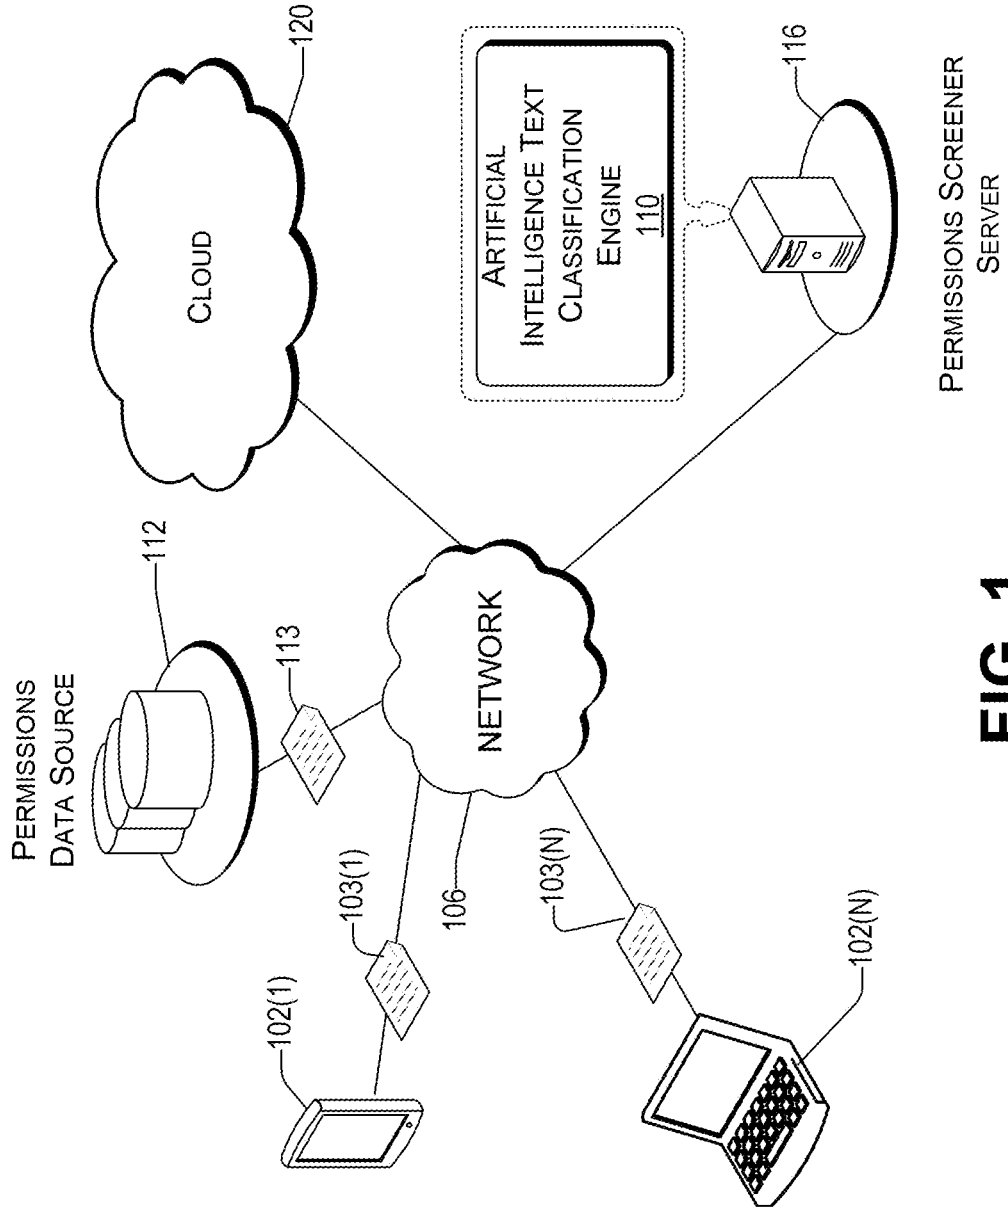 PERMISSIONS
DATA SOURCE
112
113
CLOUD
120
102(1)
103(1)
106
NETWORK
ARTIFICIAL
INTELLIGENCE TEXT
CLASSIFICATION
ENGINE
110
103(N)
102(N)
116
PERMISSIONS SCREENER
SERVER
FIG. 1